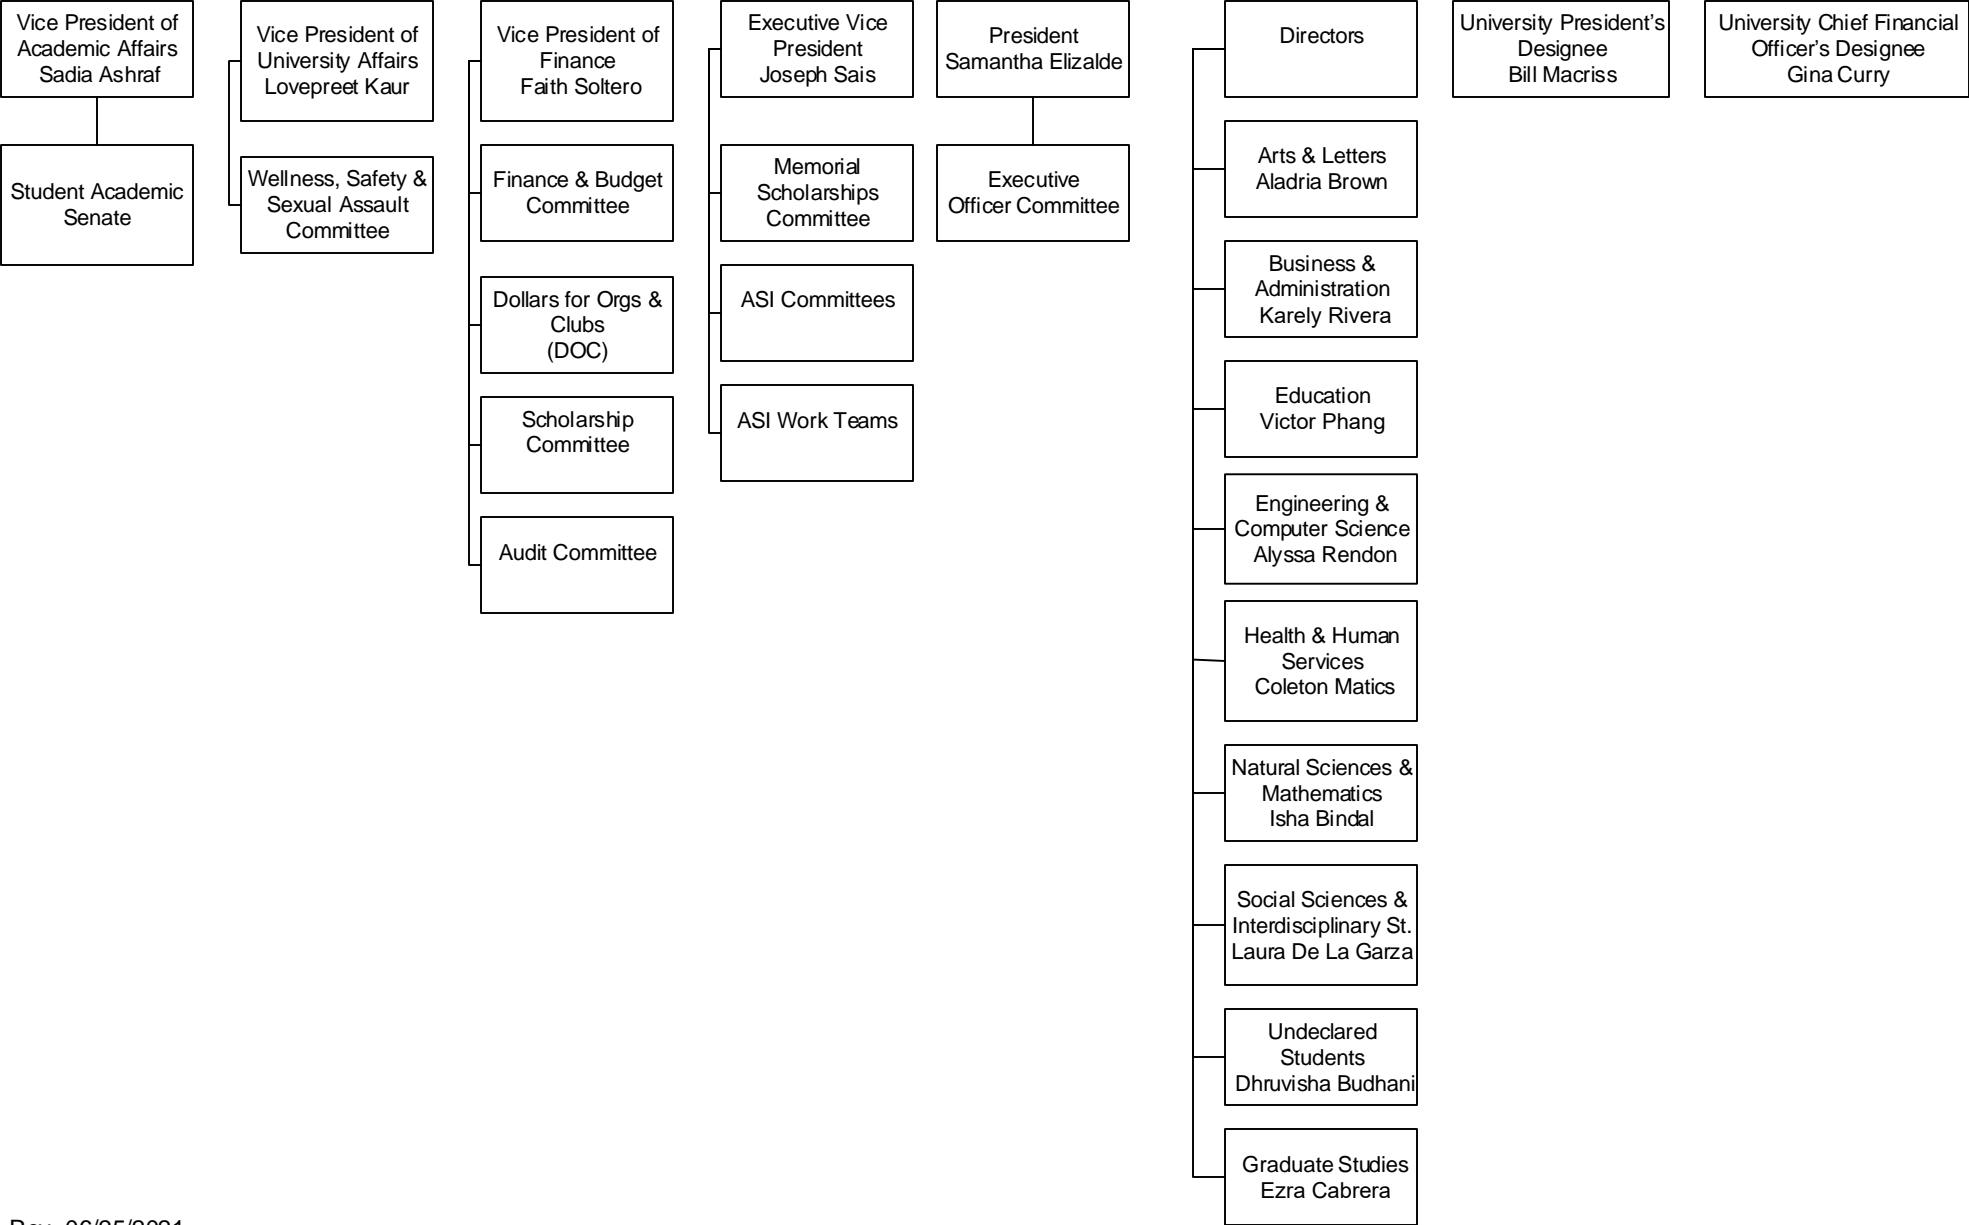 Vice President of
Academic Affairs
Sadia Ashraf
Student Academic
Senate
Vice President of
University Affairs
Lovepreet Kaur
Wellness, Safety &
Sexual Assault
Committee
Vice President of
Finance
Faith Soltero
Finance & Budget
Committee
Dollars for Orgs &
Clubs
(DOC)
Scholarship
Committee
Audit Committee
Executive Vice
President
Joseph Sais
Memorial
Scholarships
Committee
ASI Committees
ASI Work Teams
President
Samantha Elizalde
Executive
Officer Committee
Directors
Arts & Letters
Aladria Brown
Business &
Administration
Karely Rivera
Education
Victor Phang
Engineering &
Computer Science
Alyssa Rendon
Health & Human
Services
Coleton Matics
Natural Sciences &
Mathematics
Isha Bindal
Social Sciences &
Interdisciplinary St.
Laura De La Garza
Undeclared
Students
Dhruvisha Budhani
Graduate Studies
Ezra Cabrera
University President’s
Designee
Bill Macriss
University Chief Financial
Officer’s Designee
Gina Curry